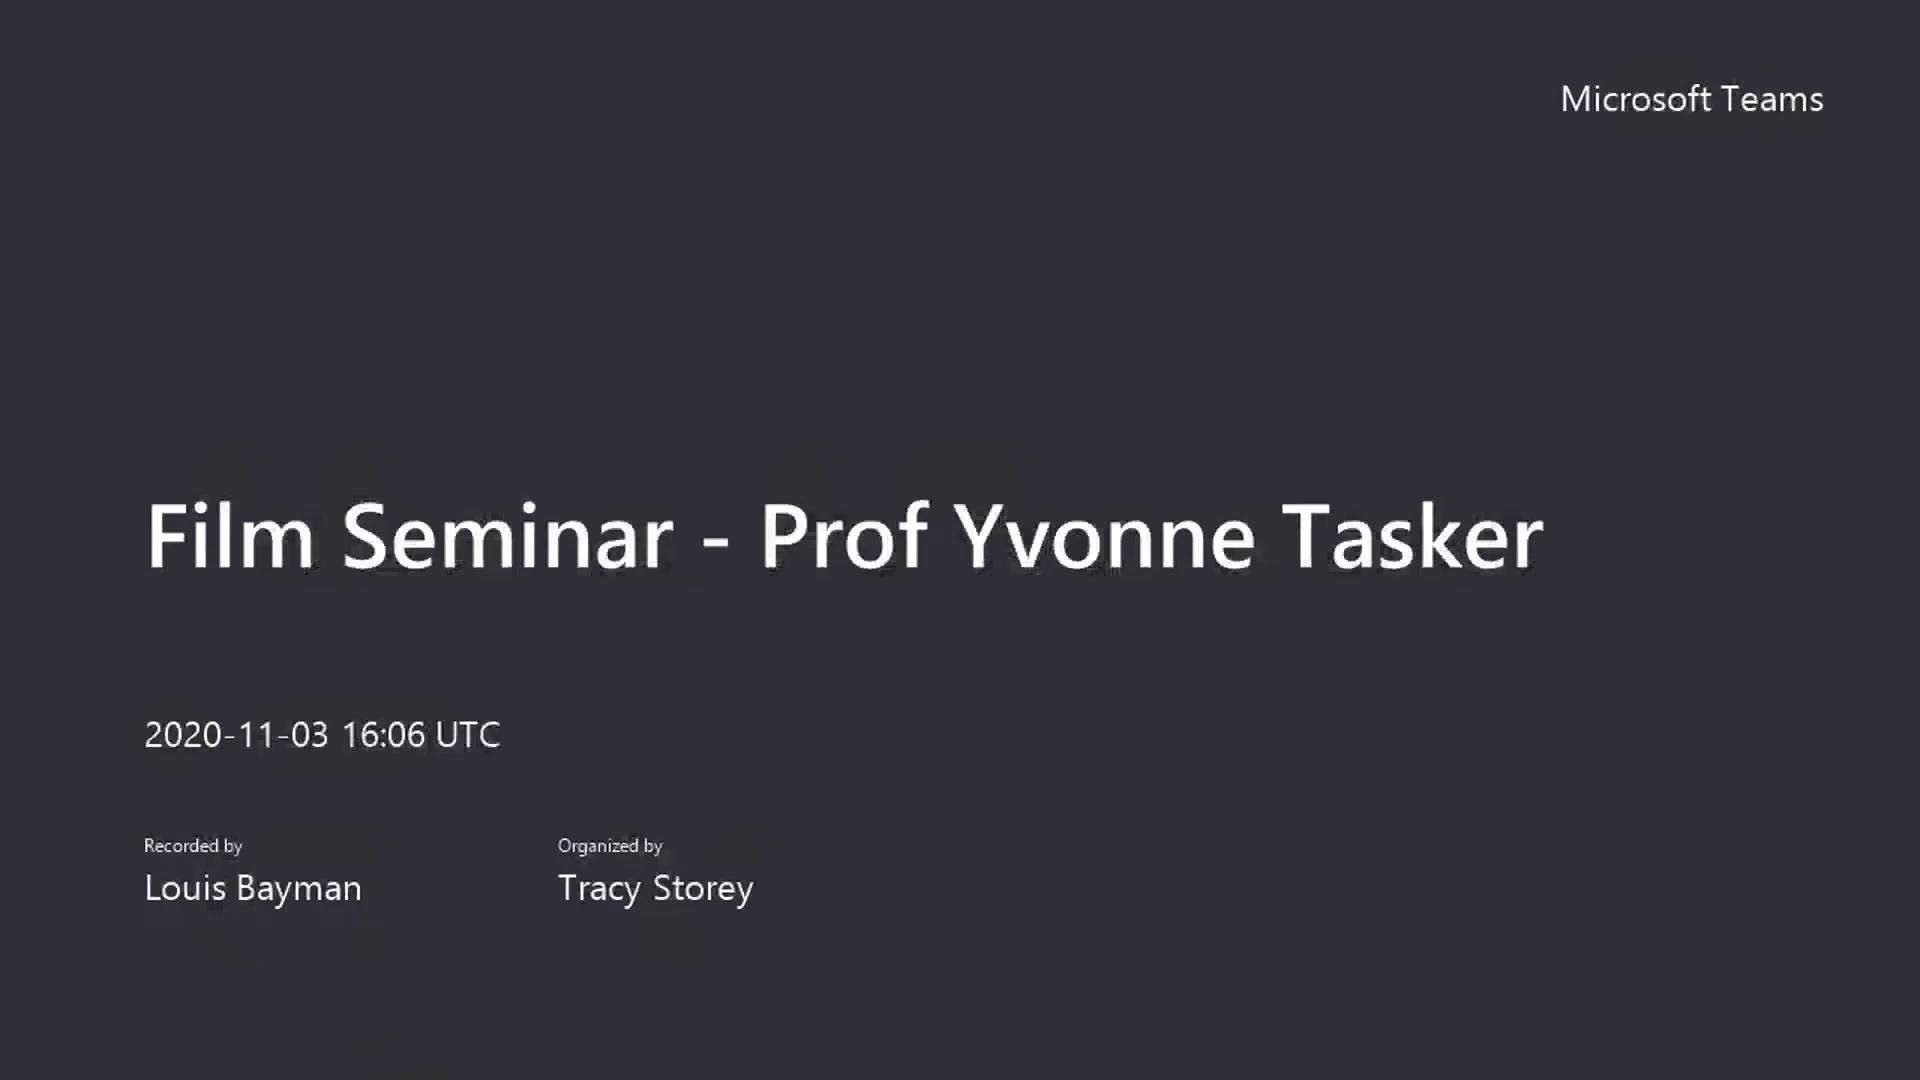 Microsoft Teams
Film Seminar - Prof Yvonne Tasker
2020-11-03 16:06 UTC
Recorded by
Louis Bayman
Organized by
Tracy Storey